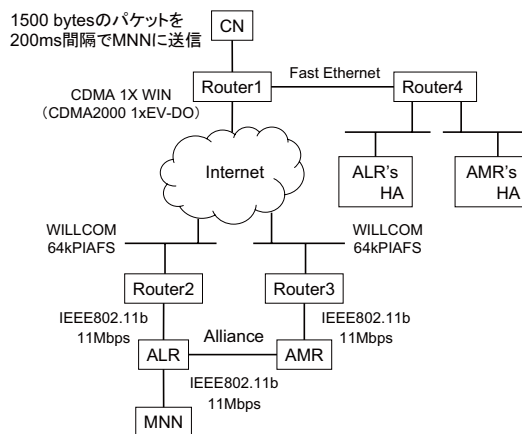 1500 bytesのパケットを
200ms間隔でMNNに送信
CN
Router1
Fast Ethernet
Router4
CDMA 1X WIN
(CDMA2000 1xEV-DO)
Internet
ALR's
HA
AMR's
HA
WILLCOM
64kPIAFS
WILLCOM
64kPIAFS
Router2
Router3
IEEE802.11b
11Mbps
IEEE802.11b
11Mbps
ALR
Alliance
AMR
IEEE802.11b
11Mbps
MNN